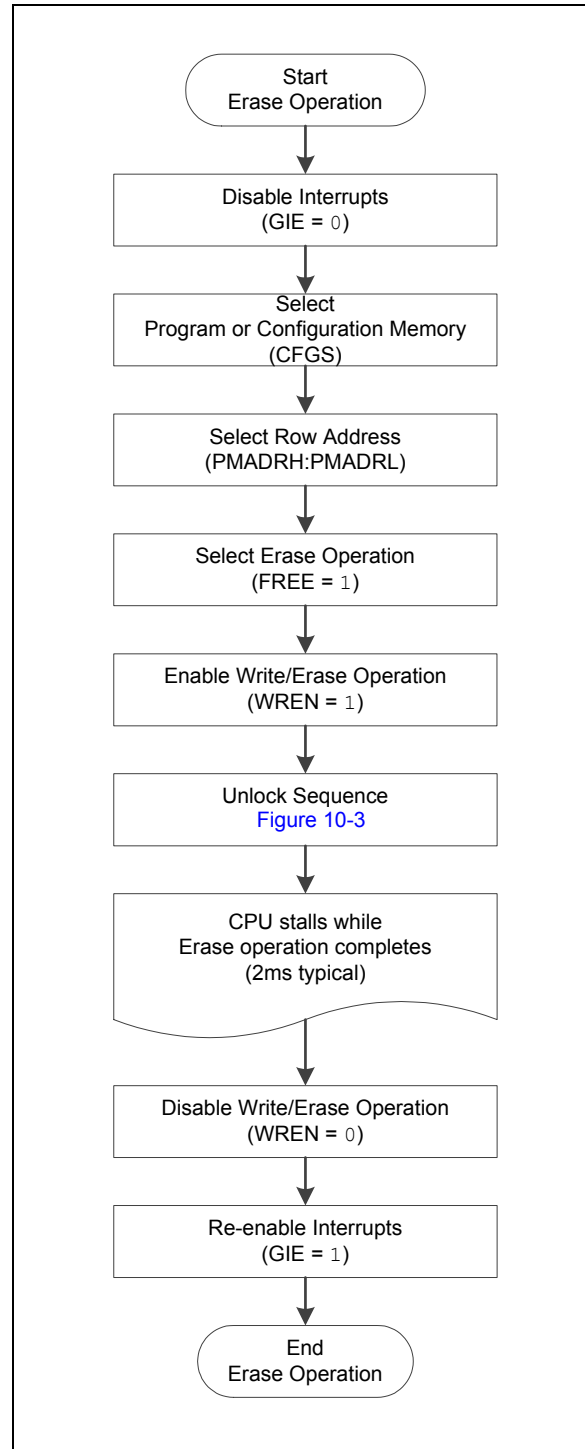 Start
Erase Operation
Disable Interrupts
(GIE = 0)
Select
Program or Configuration Memory
(CFGS)
Select Row Address
(PMADRH:PMADRL)
Select Erase Operation
(FREE = 1)
Enable Write/Erase Operation
(WREN = 1)
Unlock Sequence
Figure 10-3
CPU stalls while
Erase operation completes
(2ms typical)
Disable Write/Erase Operation
(WREN = 0)
Re-enable Interrupts
(GIE = 1)
End
Erase Operation